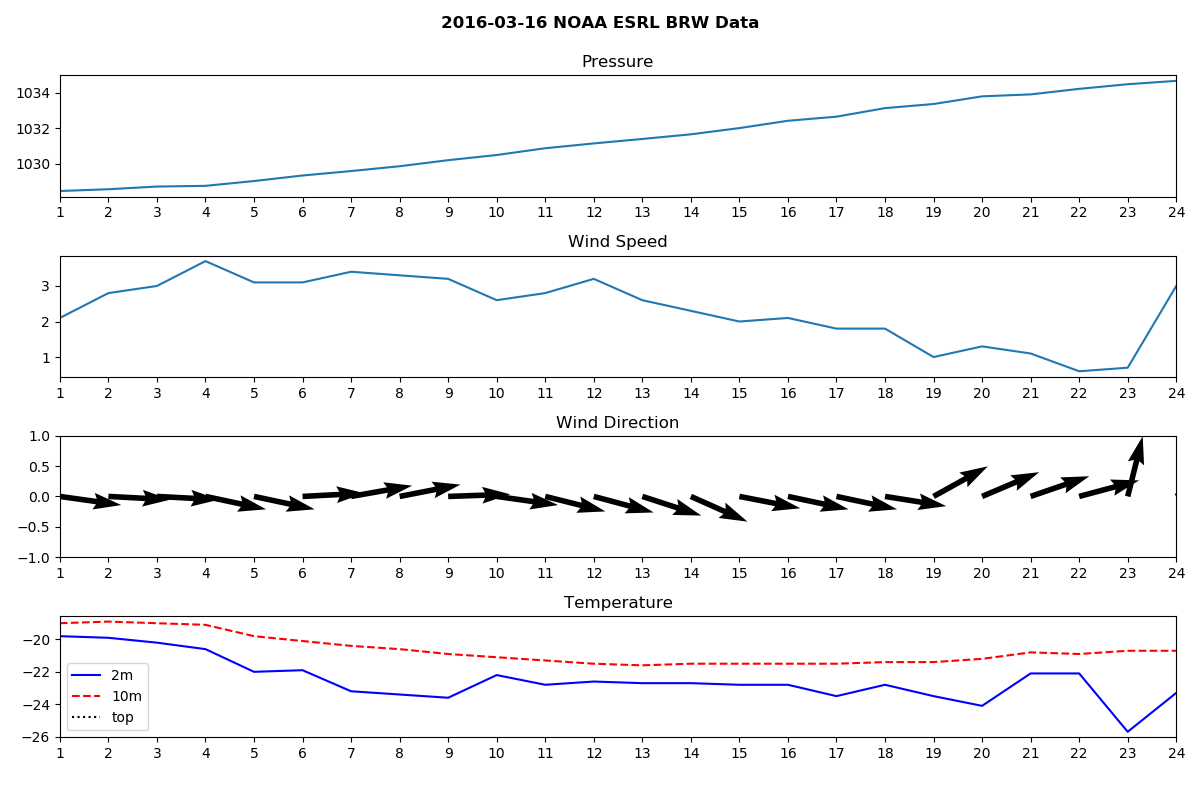 2016-03-16 NOAA ESRL BRW Data
Pressure
1034
1032
1030
1 2 3 4 5 6 7 8 9 10 11 12 13 14 15 16 17 18 19 20 21 22 23 24
Wind Speed
3
2
1
1 2 3 4 5 6 7 8 9 10 11 12 13 14 15 16 17 18 19 20 21 22 23 24
Wind Direction
1.0
0.5
0.0
−0.5
−1.0
1 2 3 4 5 6 7 8 9 10 11 12 13 14 15 16 17 18 19 20 21 22 23 24
Temperature
−20
−22
−24
−26
2m
10m
top
1 2 3 4 5 6 7 8 9 10 11 12 13 14 15 16 17 18 19 20 21 22 23 24